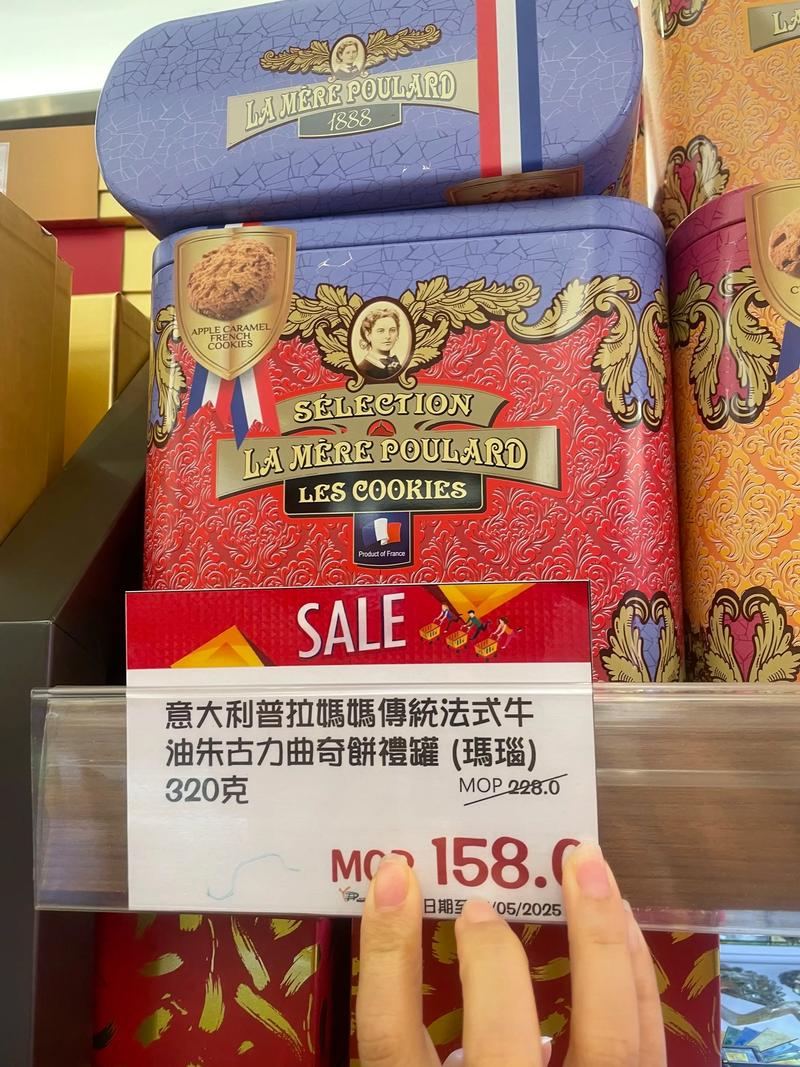 LA MÈRE POULARD
1888
APPLE CARAMEL
FRENCH
COOKIES
SÉLECTION
LA MÈRE POULARD
LES COOKIES
Product of France
SALE
意大利普拉媽媽傳統法式牛
油朱古力曲奇餅禮罐 (瑪瑙)
320克
MOP 228.0
158.0
日期至
/05/2025